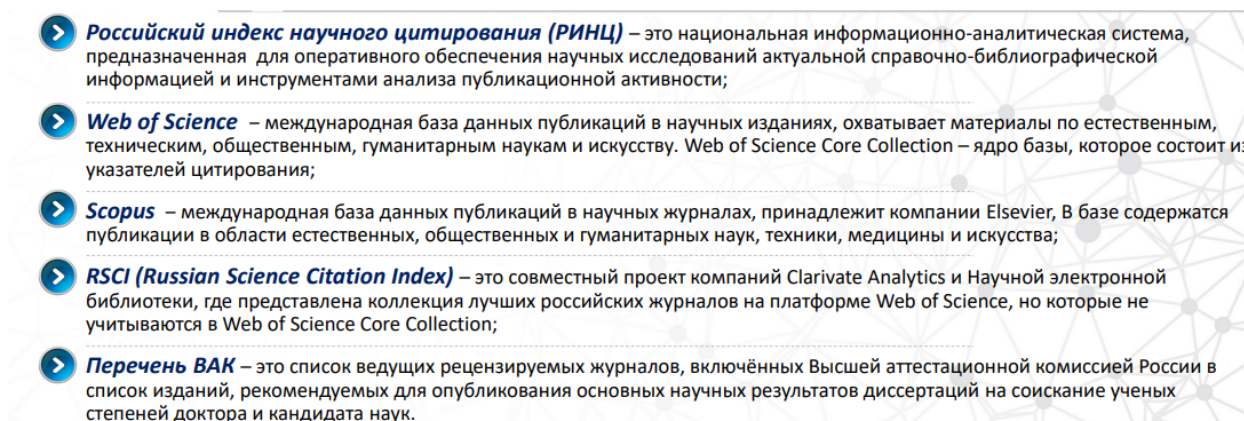 Российский индекс научного цитирования (РИНЦ) – это национальная информационно-аналитическая система,
предназначенная для оперативного обеспечения научных исследований актуальной справочно-библиографической
информацией и инструментами анализа публикационной активности;
Web of Science – международная база данных публикаций в научных изданиях, охватывает материалы по естественным,
техническим, общественным, гуманитарным наукам и искусству. Web of Science Core Collection – ядро базы, которое состоит из
указателей цитирования;
Scopus – международная база данных публикаций в научных журналах, принадлежит компании Elsevier, В базе содержатся
публикации в области естественных, общественных и гуманитарных наук, техники, медицины и искусства;
RSCI (Russian Science Citation Index) – это совместный проект компаний Clarivate Analytics и Научной электронной
библиотеки, где представлена коллекция лучших российских журналов на платформе Web of Science, но которые не
учитываются в Web of Science Core Collection;
Перечень ВАК – это список ведущих рецензируемых журналов, включённых Высшей аттестационной комиссией России в
список изданий, рекомендуемых для опубликования основных научных результатов диссертаций на соискание ученых
степеней доктора и кандидата наук.